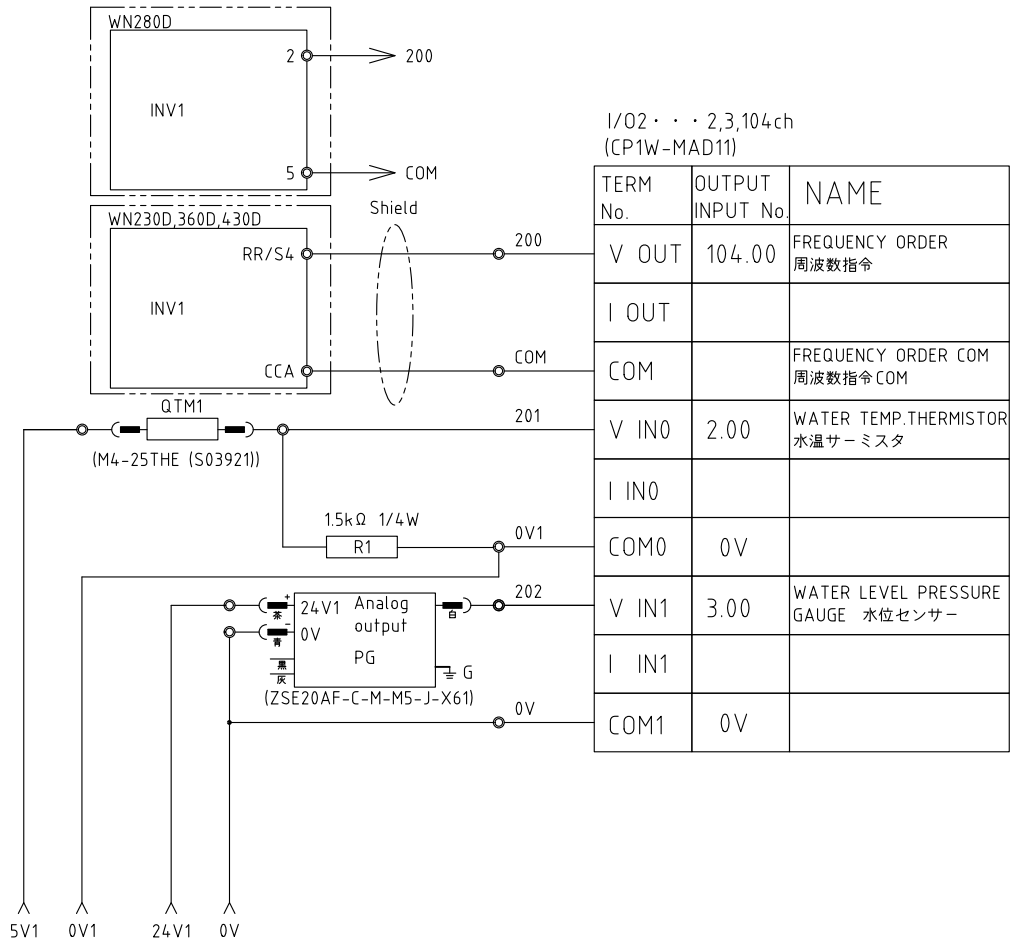 WN280D
2
200
INV1
5
COM
WN230D,360D,430D
RR/S4
INV1
CCA
Shield
200
COM
QTM1
(M4-25THE (S03921))
201
1.5kΩ 1/4W
R1
0V1
202
+
24V1
Analog
output
茶
-
0V
青
PG
黒
灰
白
G
(ZSE20AF-C-M-M5-J-X61)
0V
5V1
0V1
24V1
0V
I/O2・・・2,3,104ch
(CP1W-MAD11)
TERM No. OUTPUT INPUT No. NAME
V OUT 104.00 FREQUENCY ORDER
周波数指令
I OUT
COM FREQUENCY ORDER COM
周波数指令COM
V IN0 2.00 WATER TEMP.THERMISTOR
水温サーミスタ
I IN0
COM0 0V
V IN1 3.00 WATER LEVEL PRESSURE
GAUGE 水位センサー
I IN1
COM1 0V